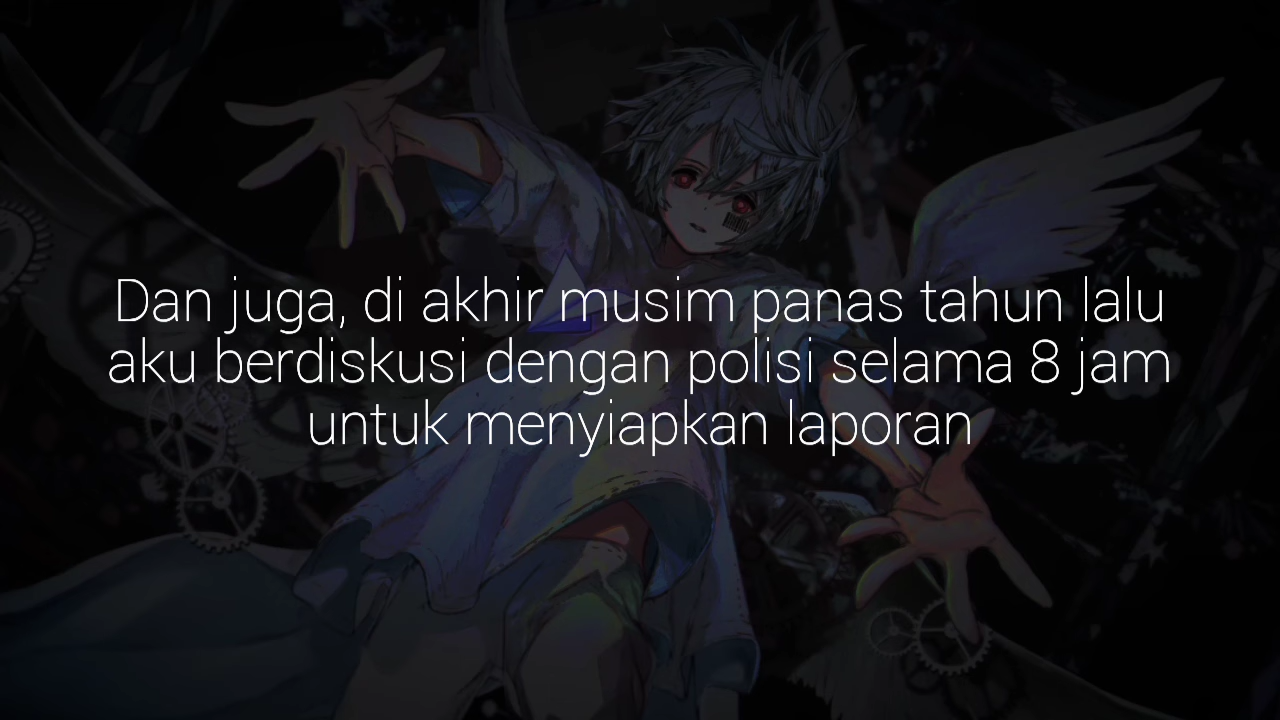 Dan juga, di akhir musim panas tahun lalu
aku berdiskusi dengan polisi selama 8 jam
untuk menyiapkan laporan